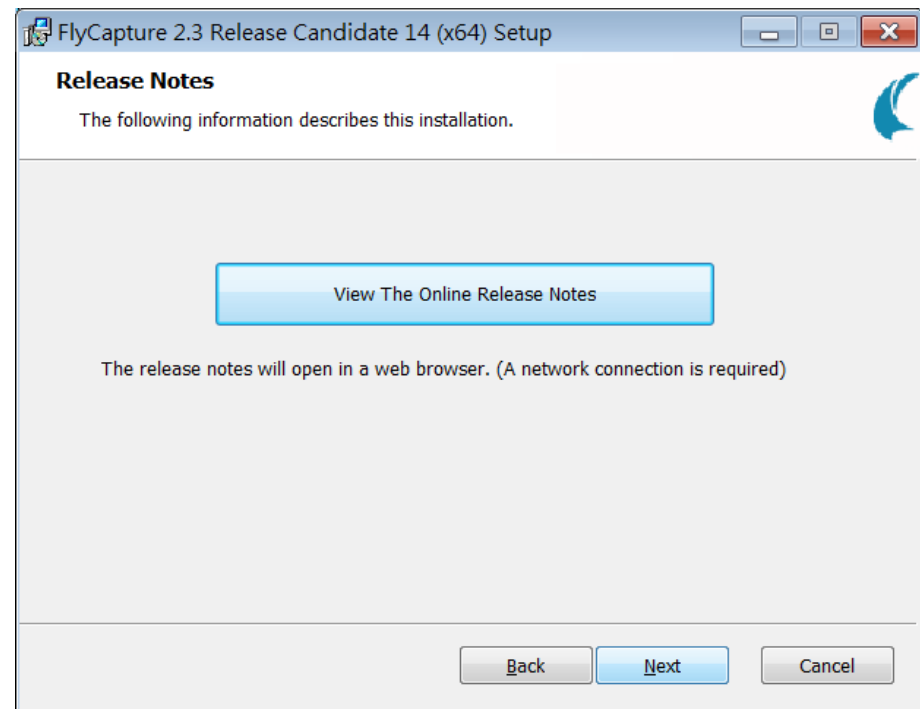 FlyCapture 2.3 Release Candidate 14 (x64) Setup
Release Notes
The following information describes this installation.
View The Online Release Notes
The release notes will open in a web browser. (A network connection is required)
Back
Next
Cancel